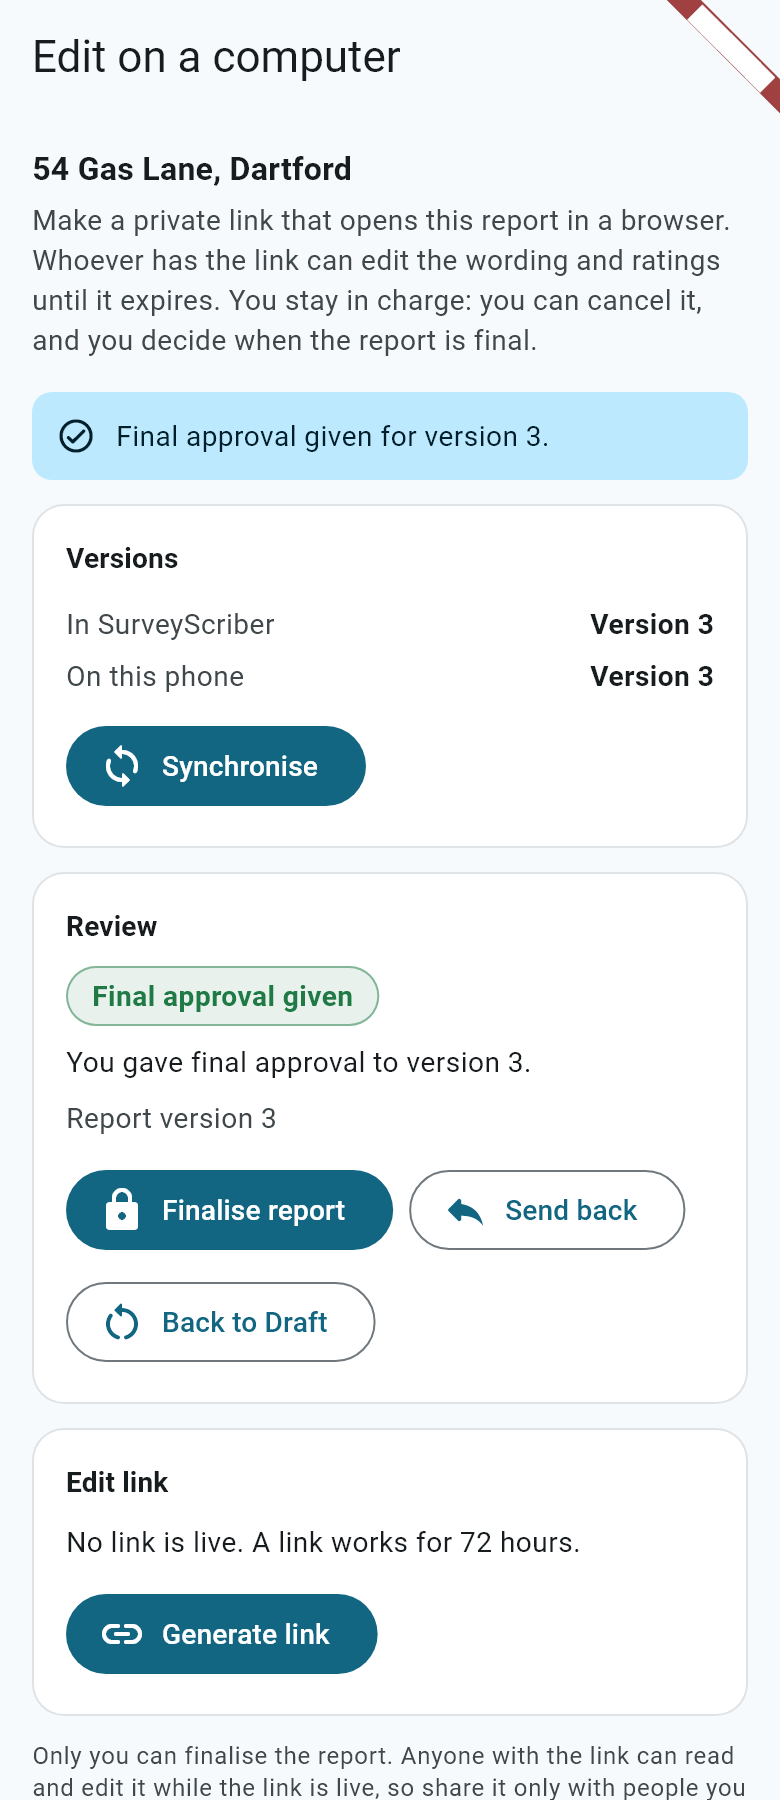 Edit on a computer
54 Gas Lane, Dartford
Make a private link that opens this report in a browser.
Whoever has the link can edit the wording and ratings
until it expires. You stay in charge: you can cancel it,
and you decide when the report is final.
Final approval given for version 3.
Versions
In SurveyScriber Version 3
On this phone Version 3
Synchronise
Review
Final approval given
You gave final approval to version 3.
Report version 3
Finalise report Send back
Back to Draft
Edit link
No link is live. A link works for 72 hours.
Generate link
Only you can finalise the report. Anyone with the link can read
and edit it while the link is live, so share it only with people you